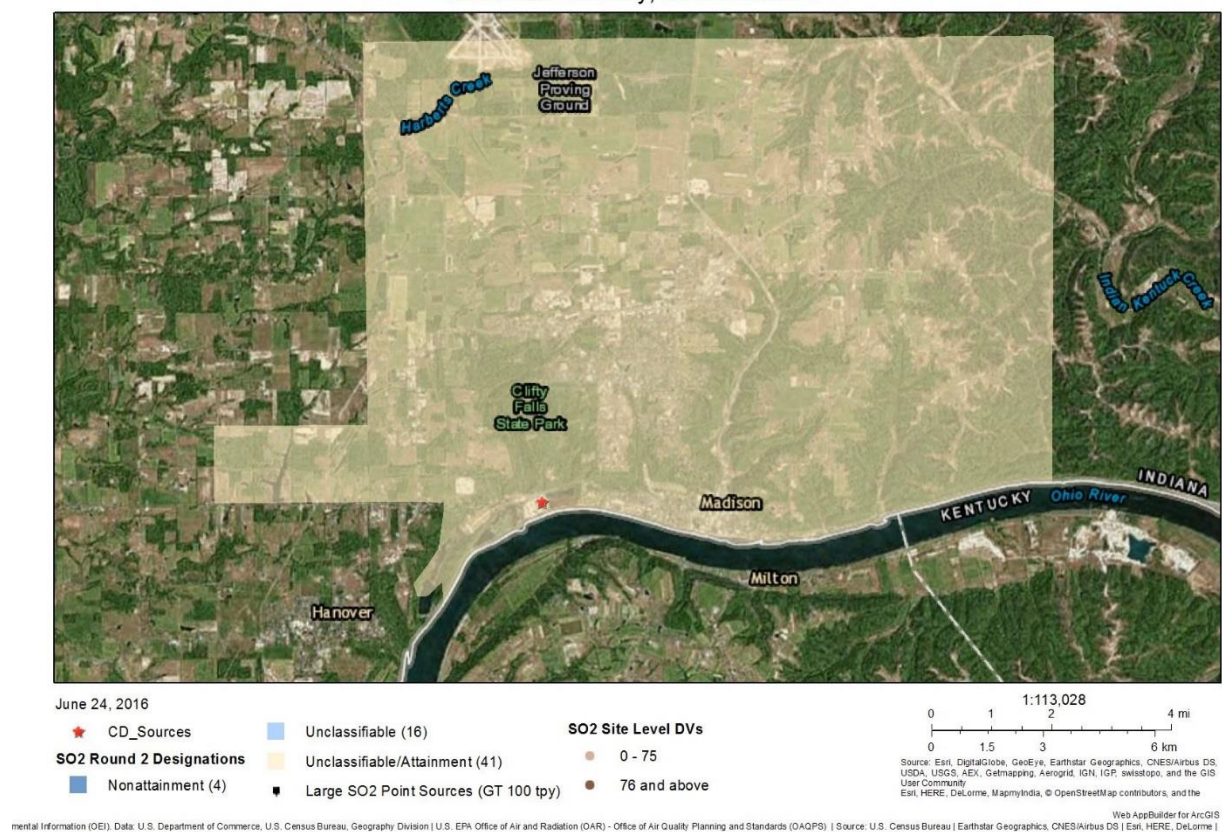 Jefferson
Proving
Ground
Harberts Creek
Indian Kentuck Creek
Clifty
Falls
State Park
INDIANA
Madison
KENTUCKY Ohio River
Milton
Hanover
June 24, 2016
CD_Sources
SO2 Round 2 Designations
Nonattainment (4)
Unclassifiable (16)
Unclassifiable/Attainment (41)
Large SO2 Point Sources (GT 100 tpy)
SO2 Site Level DVs
0 - 75
76 and above
1:113,028
0 1 2 4 mi
0 1.5 3 6 km
Source: Esri, DigitalGlobe, GeoEye, Earthstar Geographics, CNES/Airbus DS,
USDA, USGS, AEX, Getmapping, Aerogrid, IGN, IGP, swisstopo, and the GIS
User Community
Esri, HERE, DeLorme, MapmyIndia, © OpenStreetMap contributors, and the
Web AppBuilder for ArcGIS
mental Information (OEI). Data: U.S. Department of Commerce, U.S. Census Bureau, Geography Division | U.S. EPA Office of Air and Radiation (OAR) - Office of Air Quality Planning and Standards (OAQPS) | Source: U.S. Census Bureau | Earthstar Geographics, CNES/Airbus DS | Esri, HERE, DeLorme |